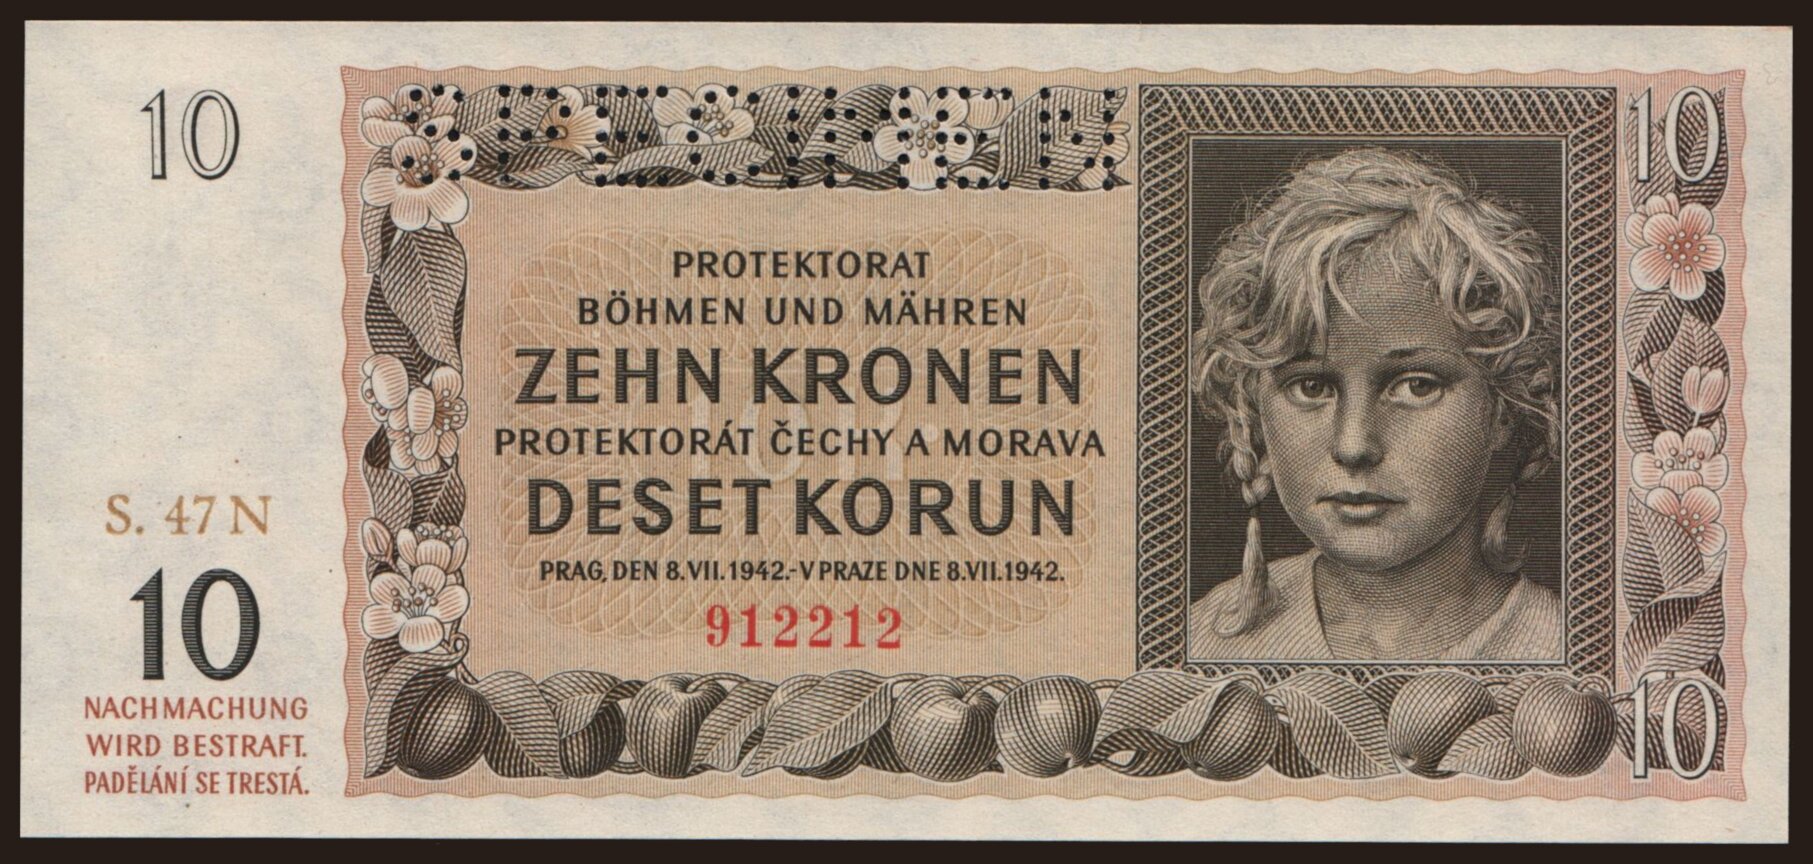 10
10
PROTEKTORAT
BÖHMEN UND MÄHREN
ZEHN KRONEN
PROTEKTORÁT ČECHY A MORAVA
DESET KORUN
PRAG, DEN 8.VII.1942.-V PRAZE DNE 8.VII.1942.
912212
S. 47 N
10
NACHMACHUNG
WIRD BESTRAFT.
PADĚLÁNÍ SE TRESTÁ.
10
SPECIMEN